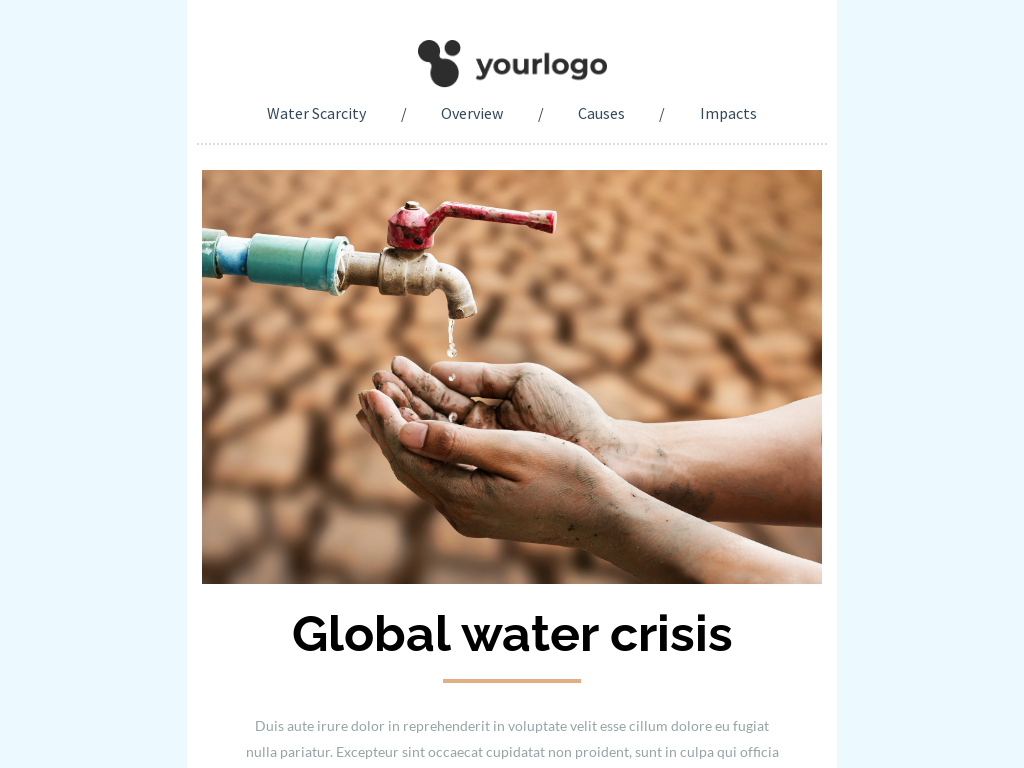 yourlogo
Water Scarcity / Overview / Causes / Impacts
Global water crisis
Duis aute irure dolor in reprehenderit in voluptate velit esse cillum dolore eu fugiat
nulla pariatur. Excepteur sint occaecat cupidatat non proident, sunt in culpa qui officia